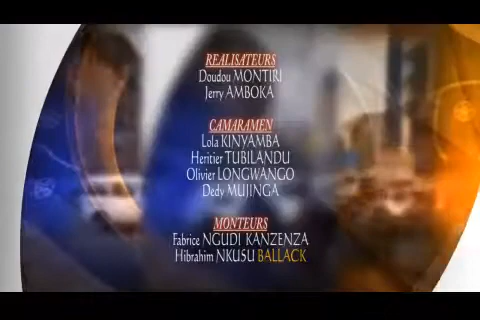 REALISATEURS
Doudou MONTIRI
Jerry AMBOKA
CAMARAMEN
Lola KINYAMBA
Heritier TUBILANDU
Olivier LONGWANGO
Dedy MUJINGA
MONTEURS
Fabrice NGUDI KANZENZA
Hibrahim NKUSU BALLACK